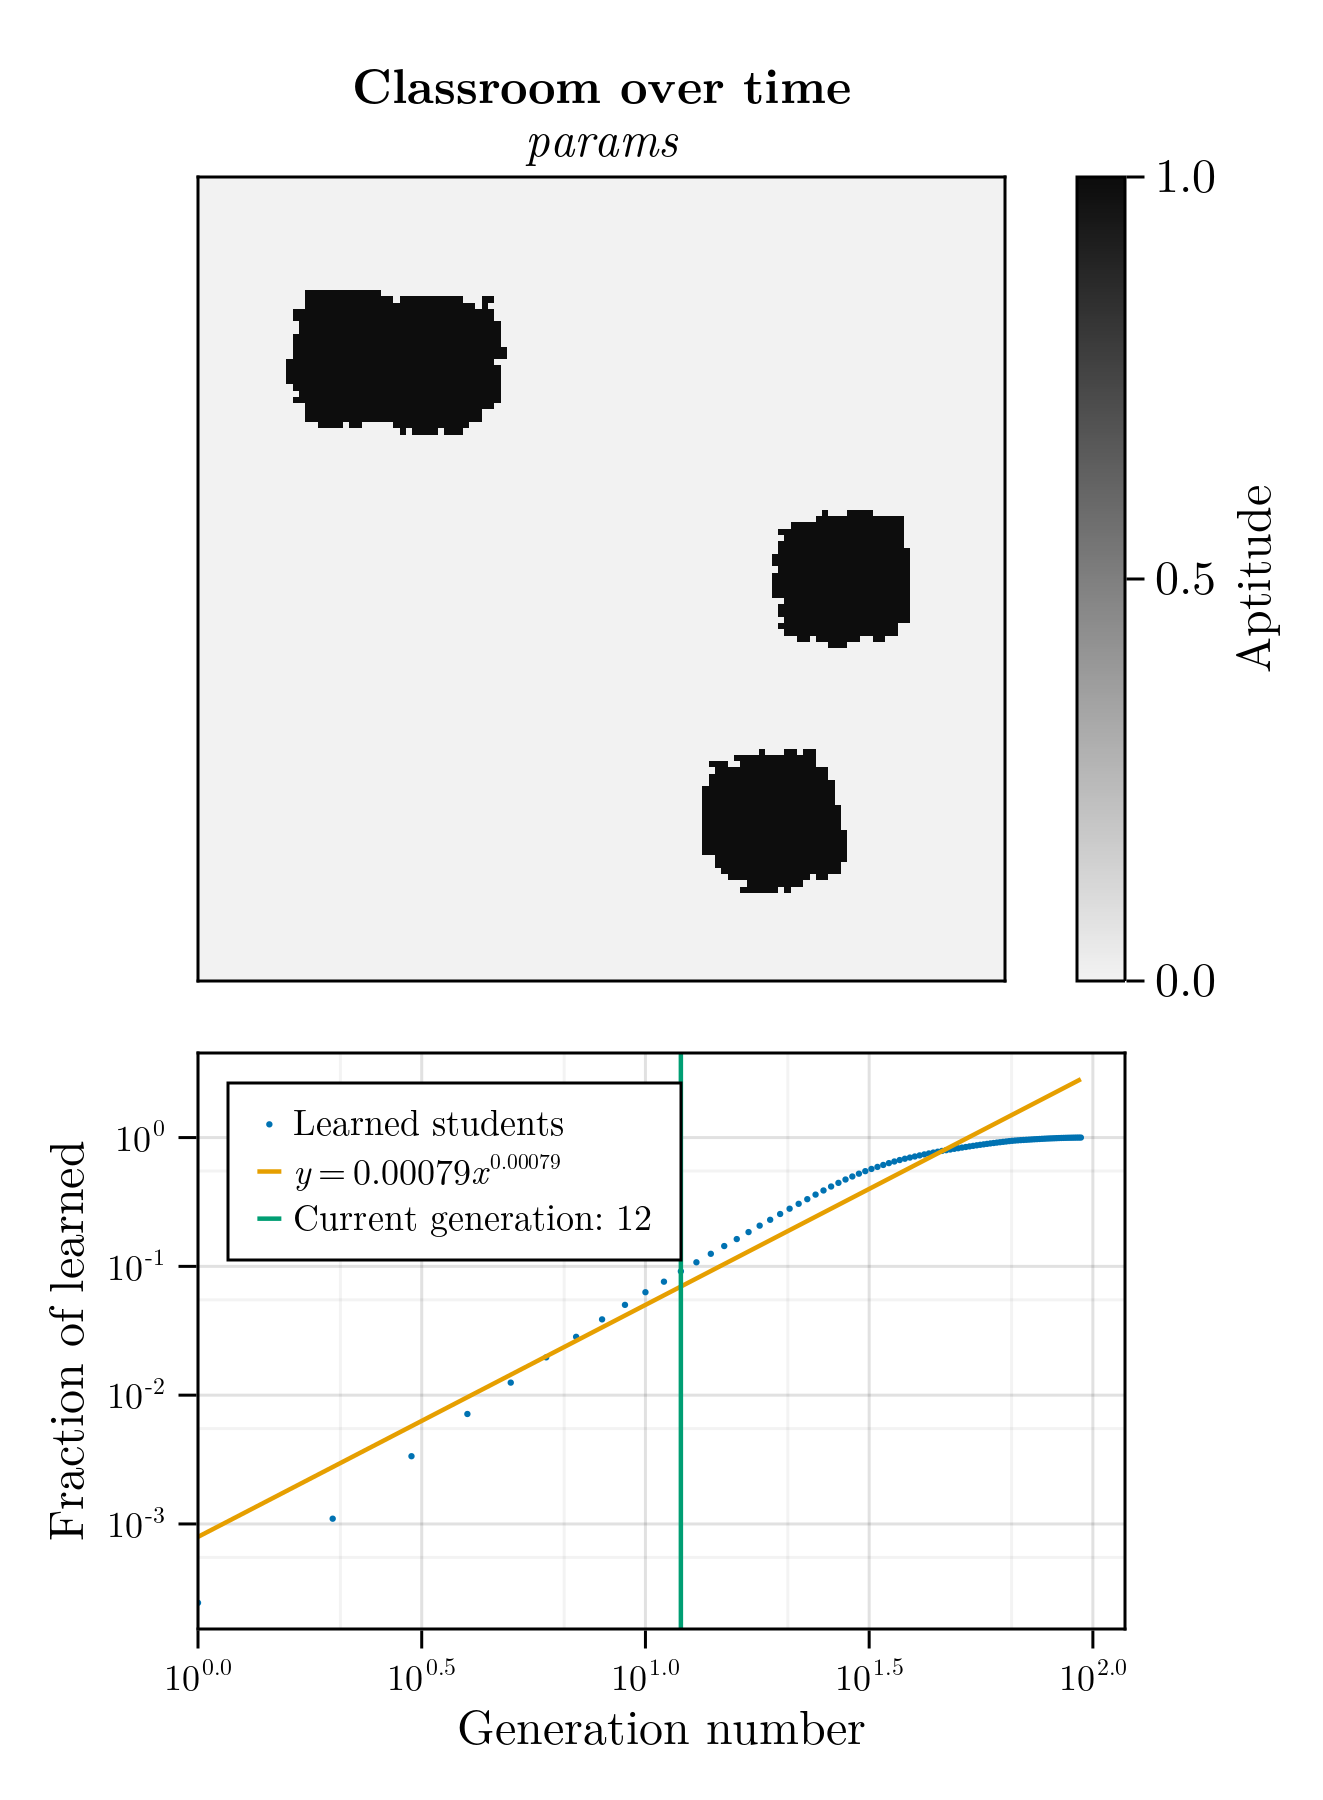 Classroom over time
params
1.0
0.5
0.0
Aptitude
Learned students
y = 0.00079x^0.00079
Current generation: 12
10^0
10^-1
10^-2
10^-3
Fraction of learned
10^0.0 10^0.5 10^1.0 10^1.5 10^2.0
Generation number